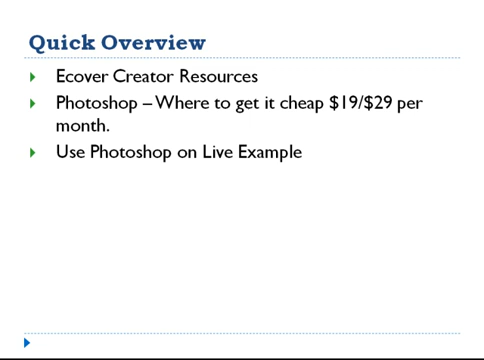 Quick Overview
Ecover Creator Resources
Photoshop – Where to get it cheap $19/$29 per
month.
Use Photoshop on Live Example